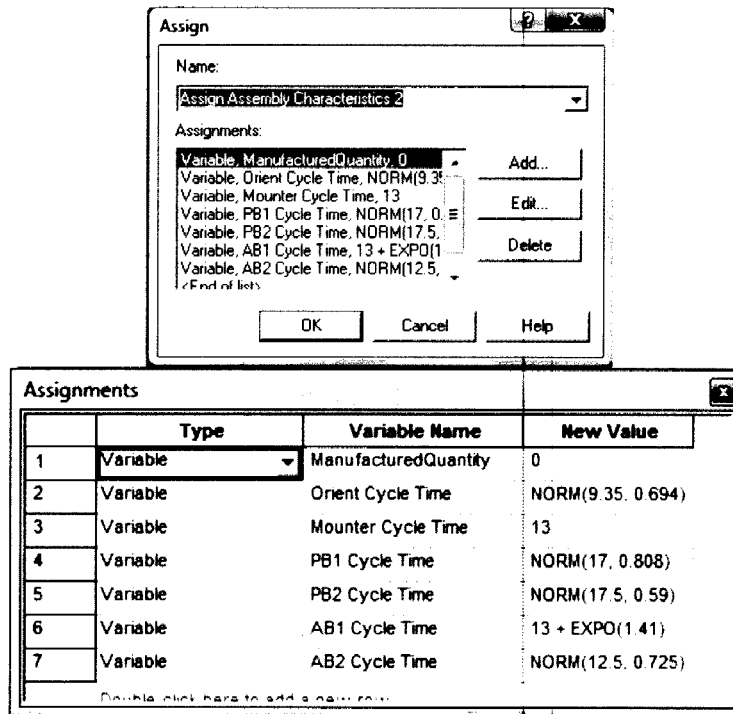 Assign
Name:
Assign Assembly Characteristics 2
Assignments:
Variable, ManufacturedQuantity, 0
Variable, Orient Cycle Time, NORM(9.35
Variable, Mounter Cycle Time, 13
Variable, PB1 Cycle Time, NORM(17, 0.
Variable, PB2 Cycle Time, NORM(17.5,
Variable, AB1 Cycle Time, 13 + EXPO(1
Variable, AB2 Cycle Time, NORM(12.5,
<End of list>
Add...
Edit...
Delete
OK Cancel Help
Assignments
Type Variable Name New Value
1 Variable ManufacturedQuantity 0
2 Variable Orient Cycle Time NORM(9.35, 0.694)
3 Variable Mounter Cycle Time 13
4 Variable PB1 Cycle Time NORM(17, 0.808)
5 Variable PB2 Cycle Time NORM(17.5, 0.59)
6 Variable AB1 Cycle Time 13 + EXPO(1.41)
7 Variable AB2 Cycle Time NORM(12.5, 0.725)
Double click here to add a new row.